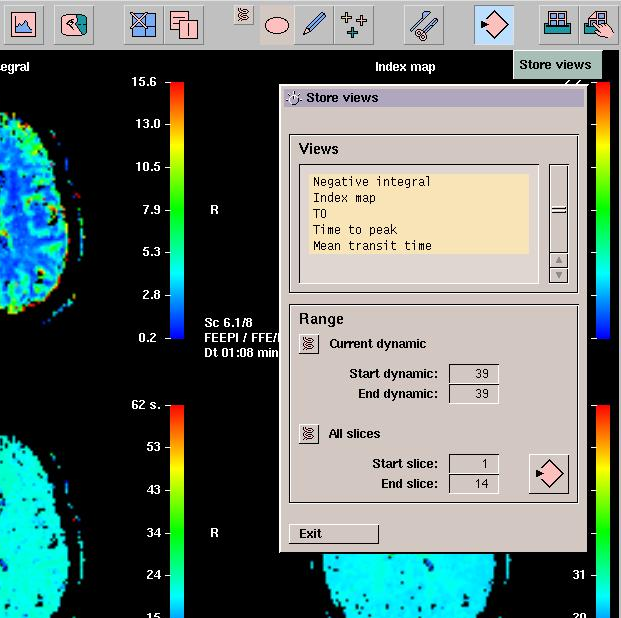 Store views
egral
Index map
15.6
13.0
10.5
7.9
5.3
2.8
0.2
R
Sc 6.1/8
FEEPI / FFE/
Dt 01:08 min
Store views
Views
Negative integral
Index map
T0
Time to peak
Mean transit time
Range
Current dynamic
Start dynamic: 39
End dynamic: 39
All slices
Start slice: 1
End slice: 14
Exit
62 s.
53
43
34
24
15
R
31
20